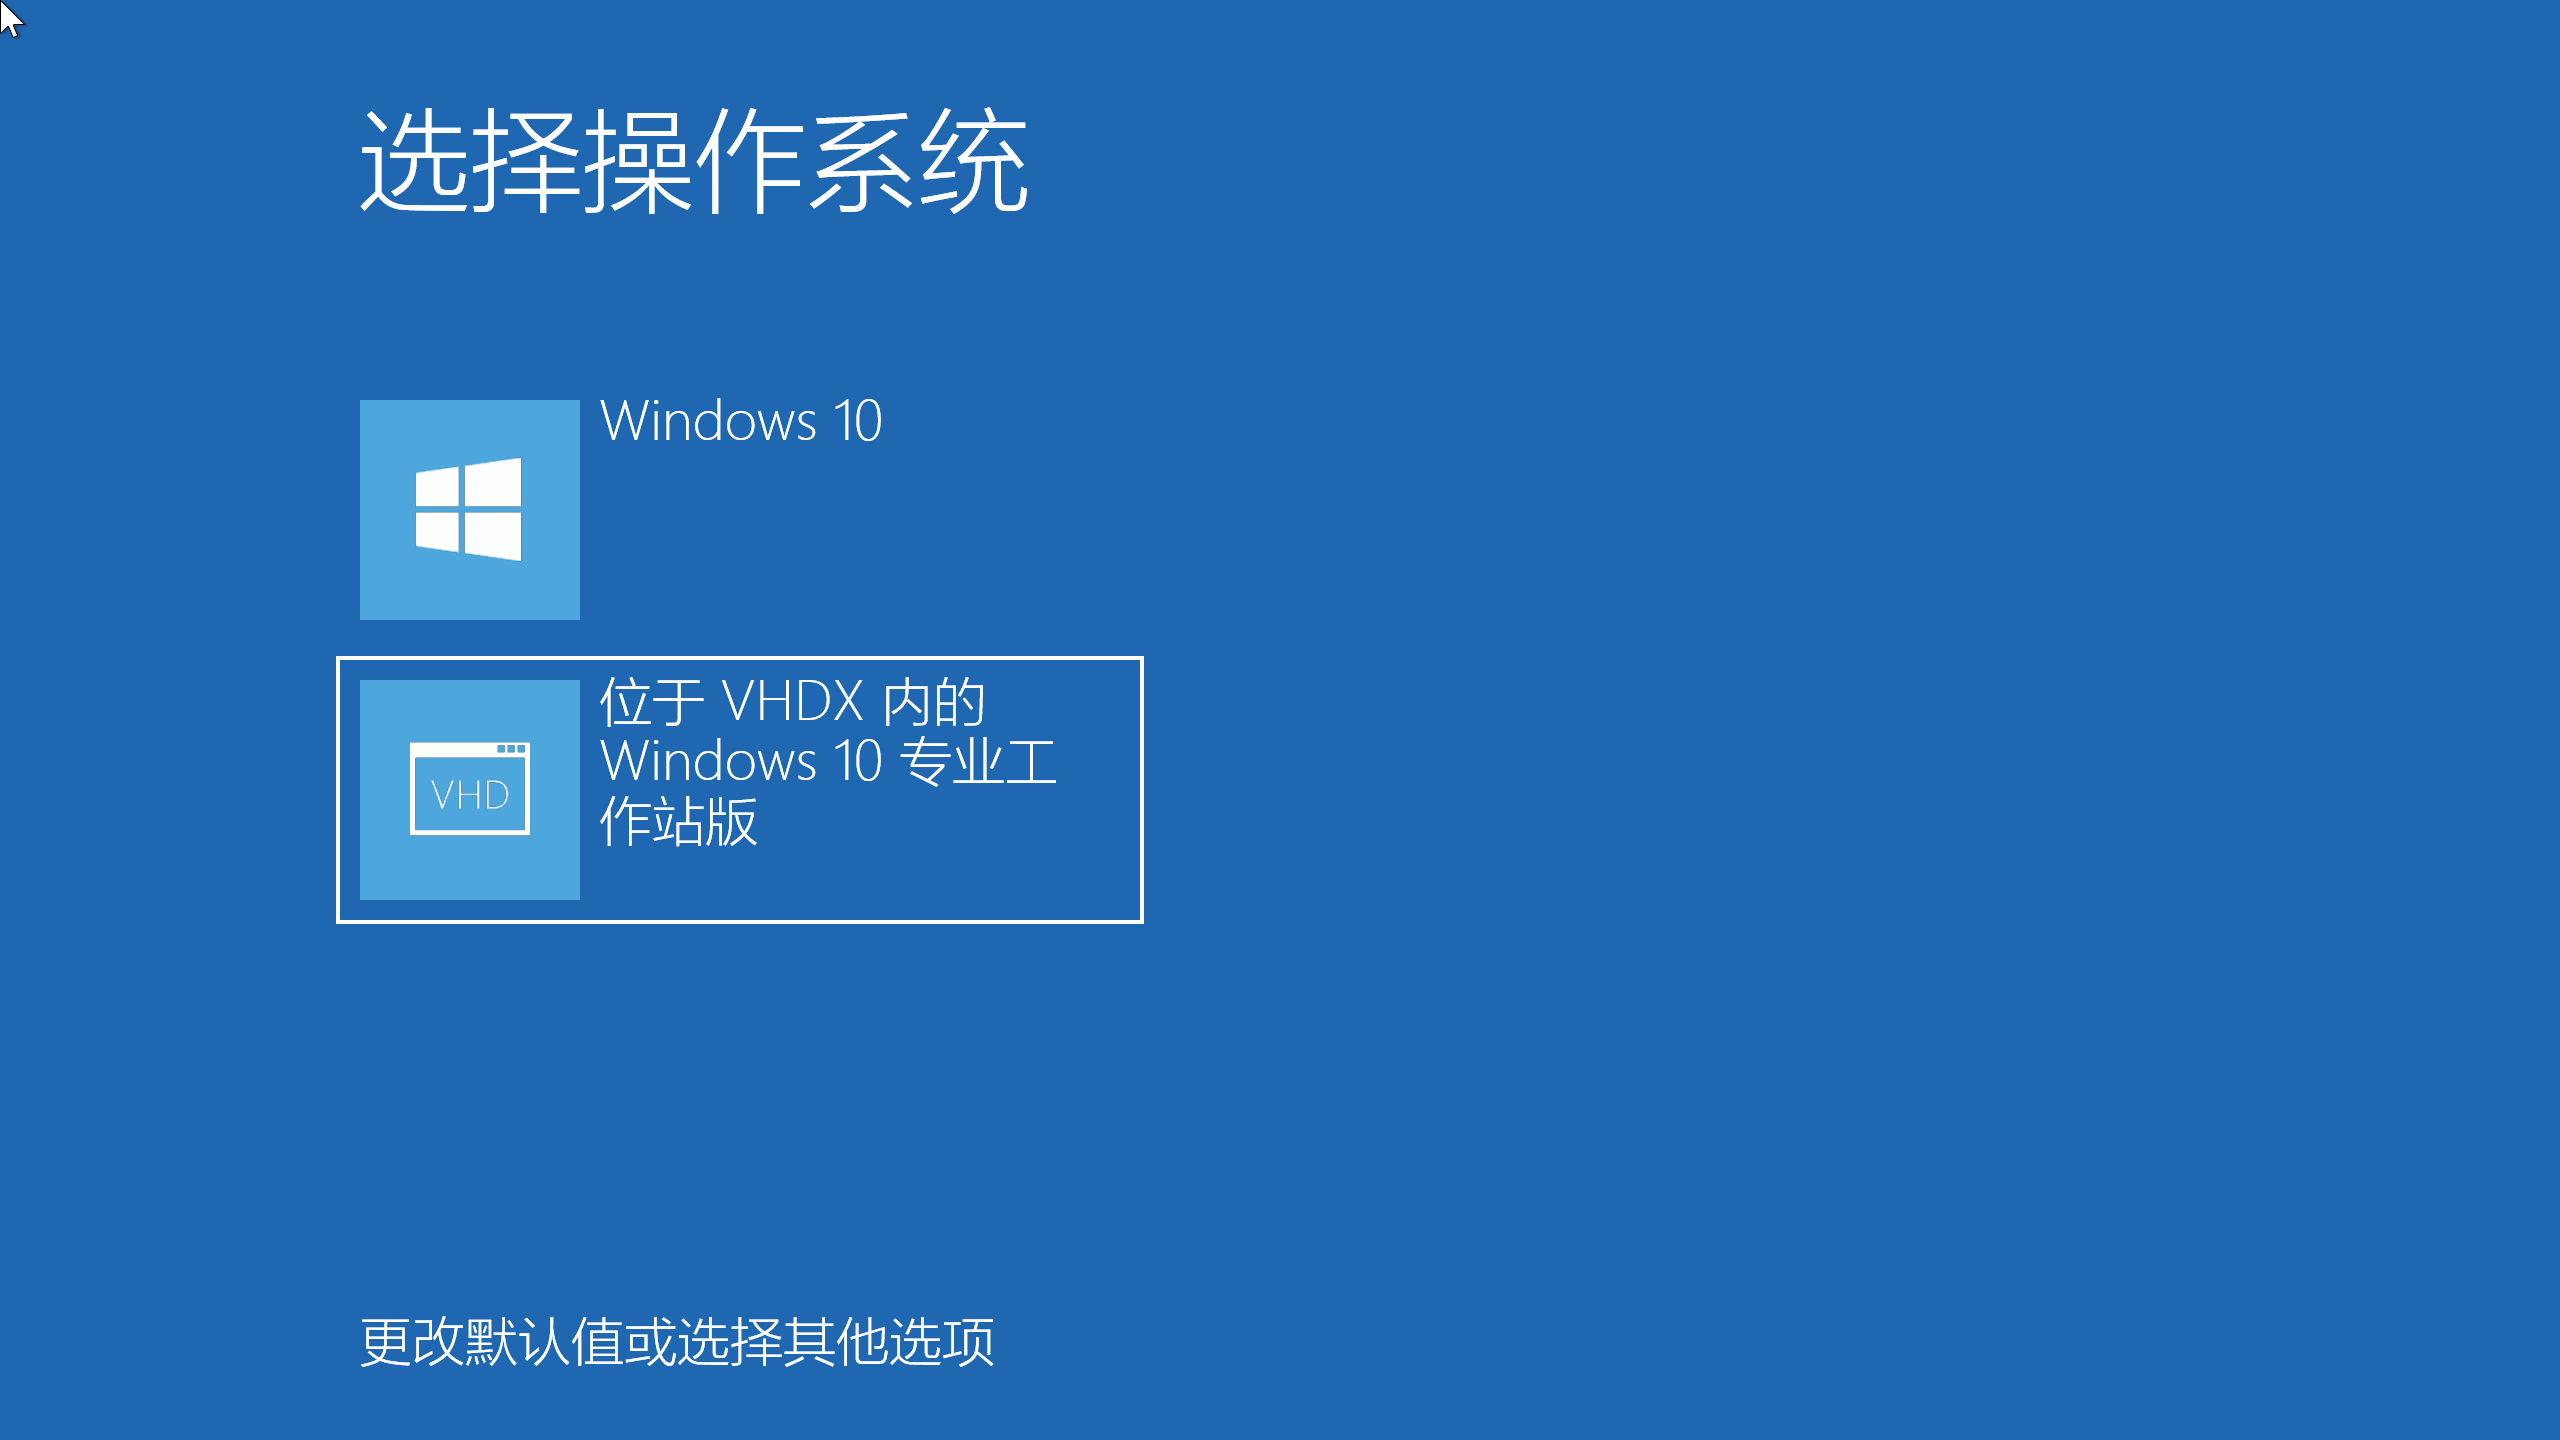 选择操作系统
Windows 10
位于 VHDX 内的
Windows 10 专业工
作站版
VHD
更改默认值或选择其他选项